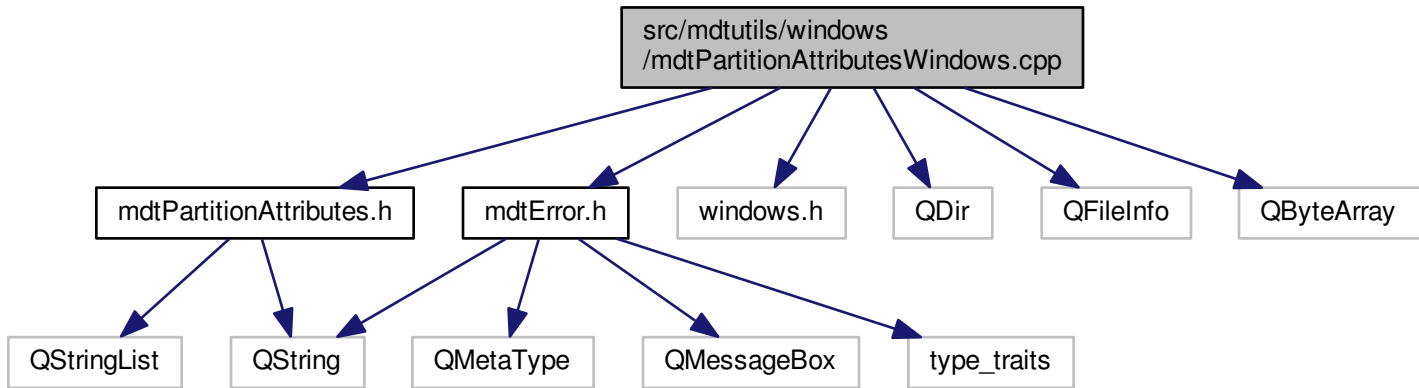 src/mdtutils/windows
/mdtPartitionAttributesWindows.cpp
mdtPartitionAttributes.h
mdtError.h
windows.h
QDir
QFileInfo
QByteArray
QStringList
QString
QMetaType
QMessageBox
type_traits